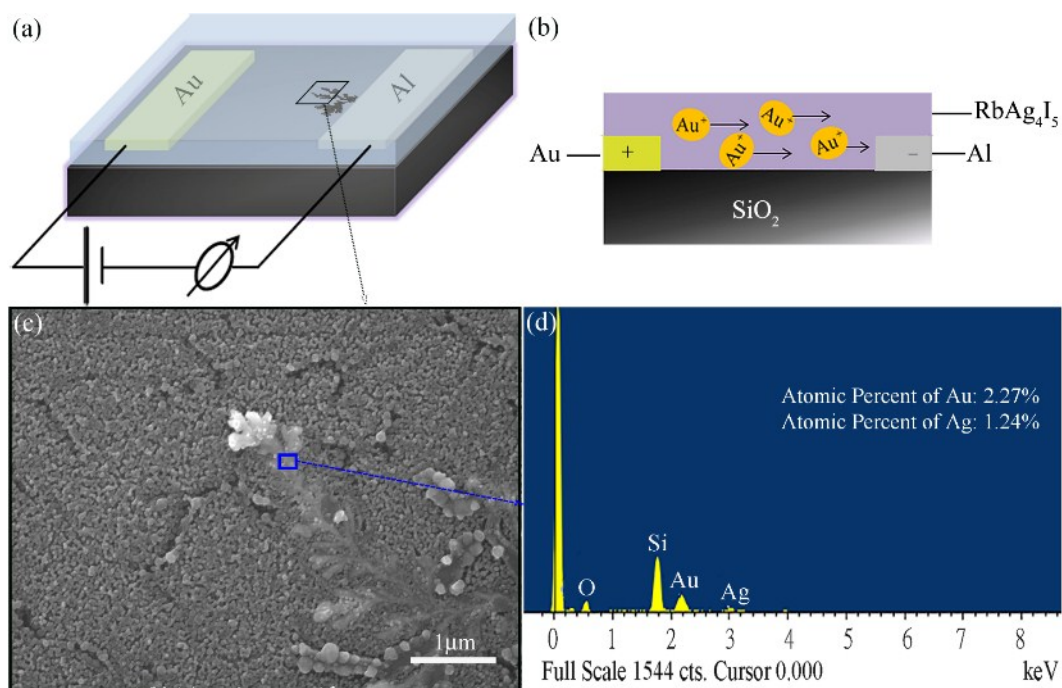 (a)
Au
Al
(b)
Au⁺
Au⁺
Au⁺
Au⁺
RbAg₄I₅
Au
+
−
Al
SiO₂
(c)
1μm
(d)
Atomic Percent of Au: 2.27%
Atomic Percent of Ag: 1.24%
Si
Au
O
Ag
0 1 2 3 4 5 6 7 8
Full Scale 1544 cts. Cursor 0.000 keV